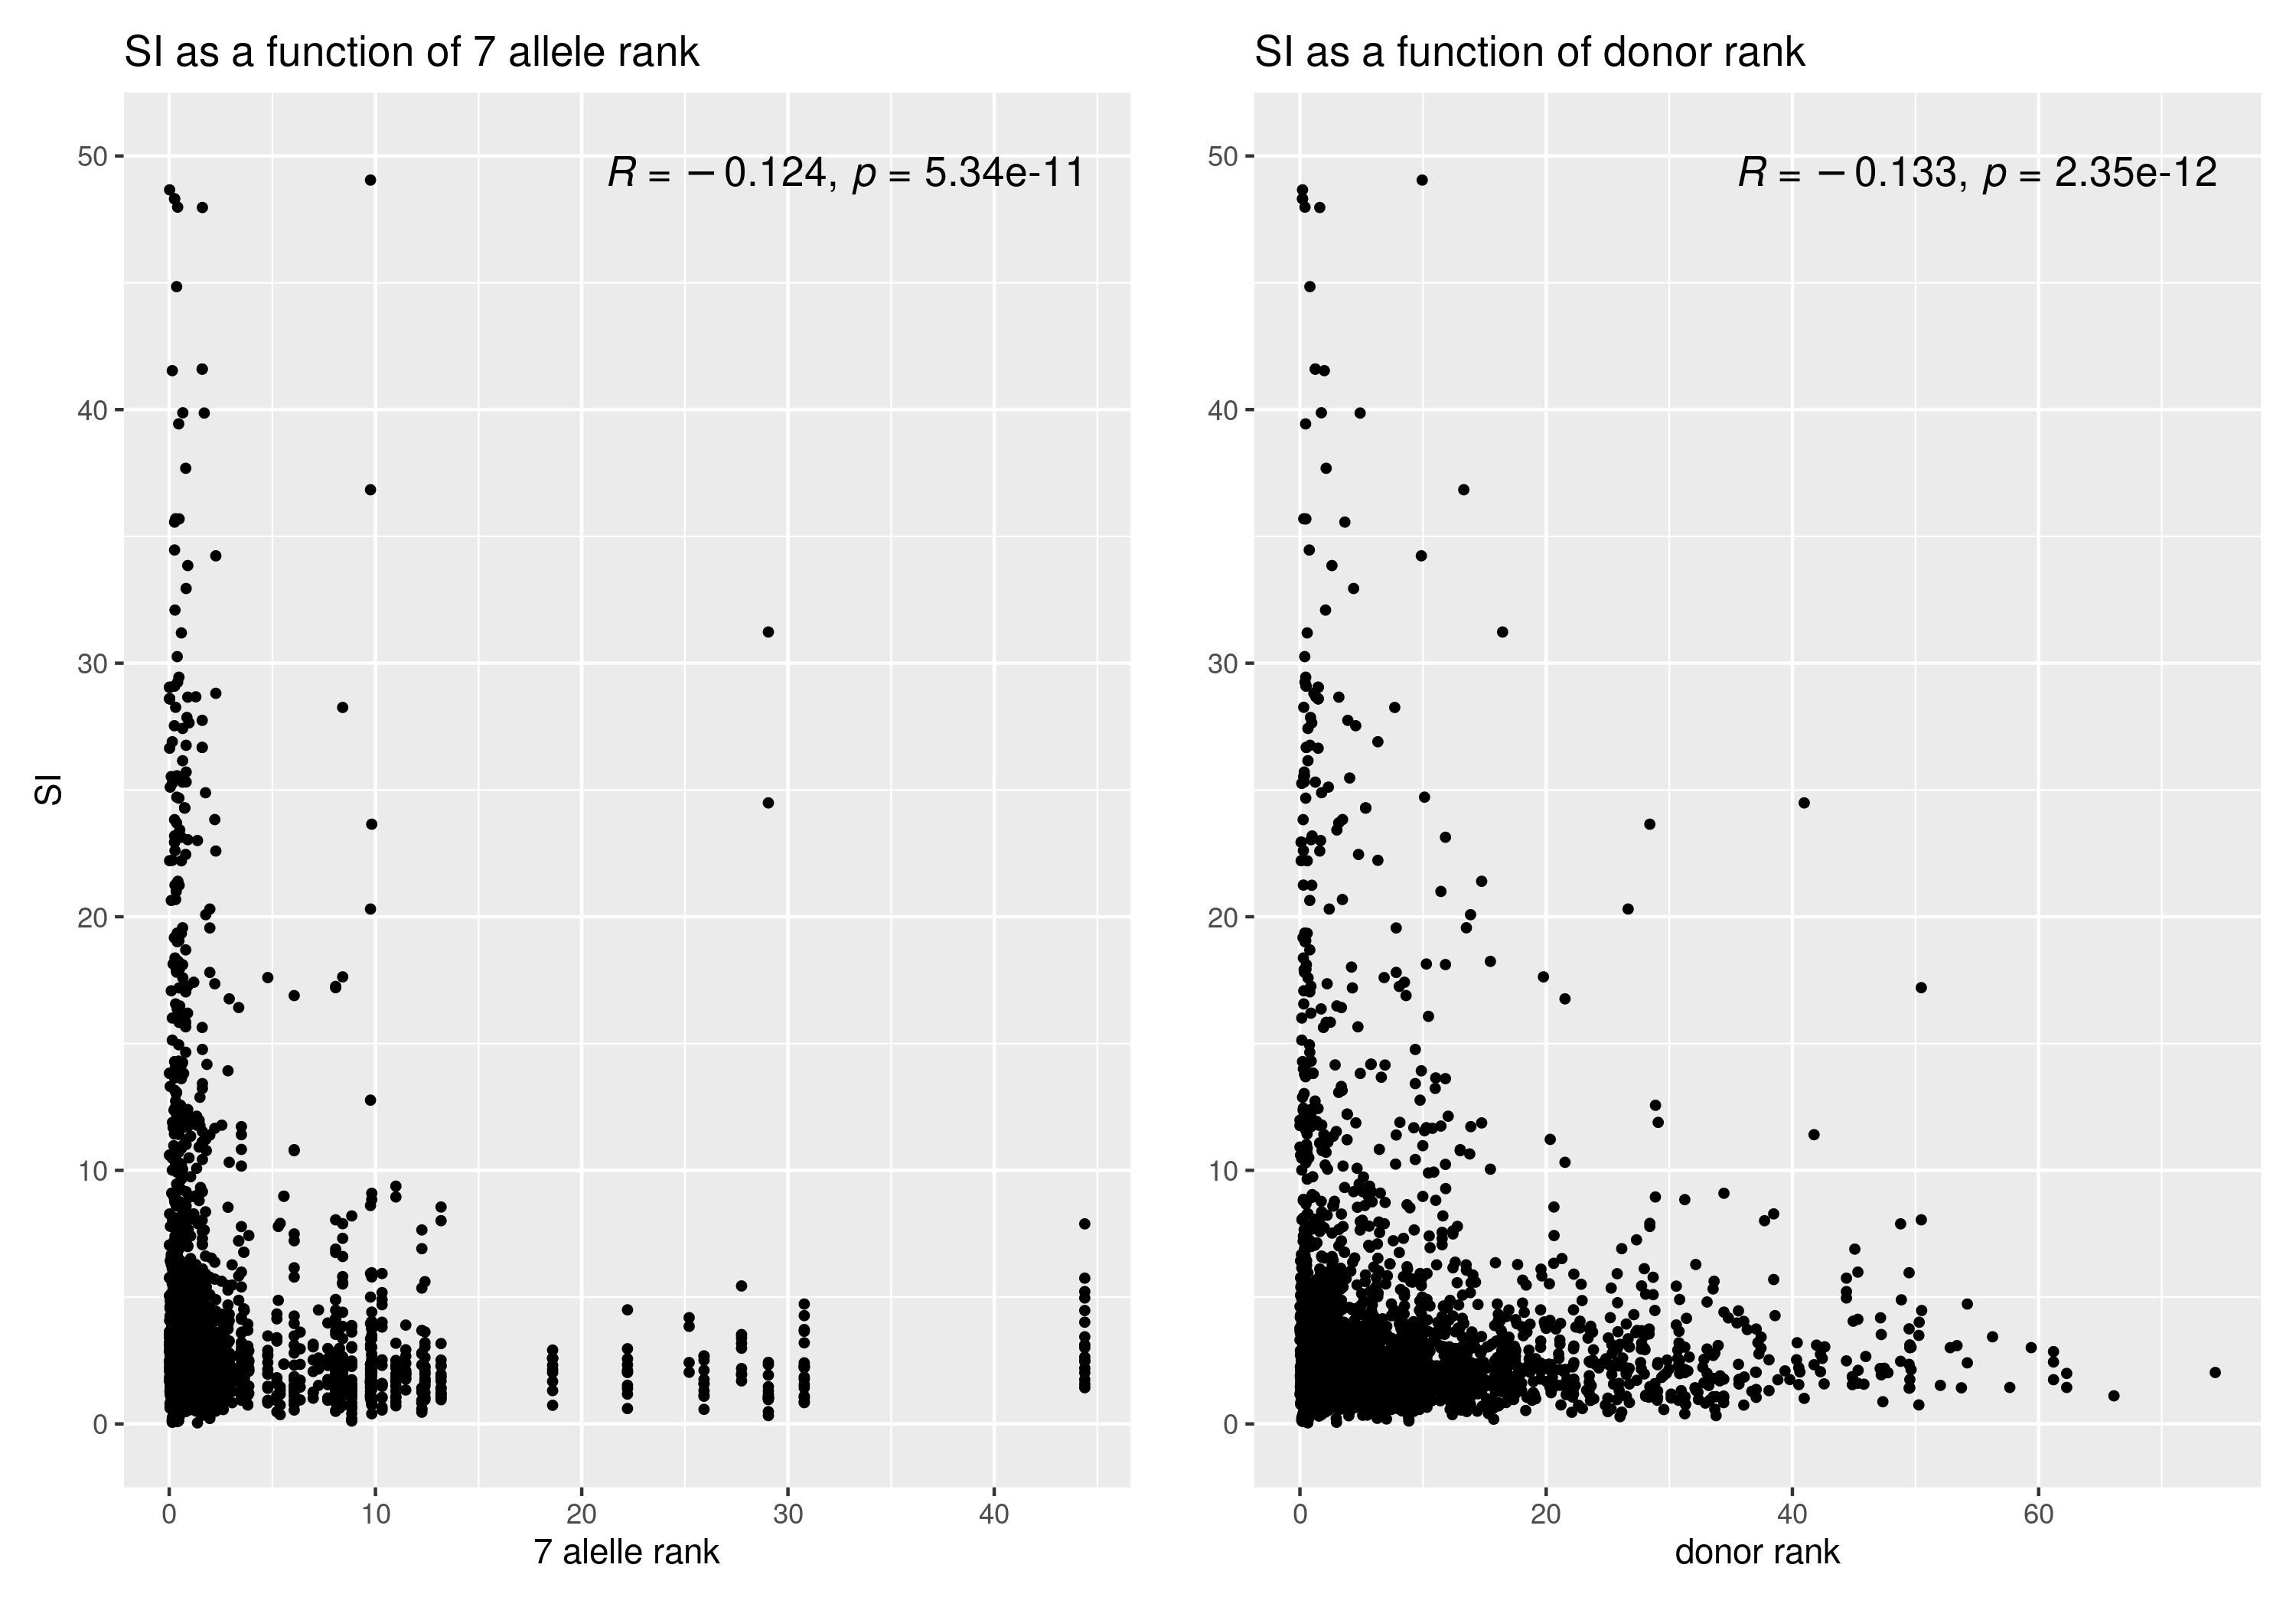 SI as a function of 7 allele rank
R = −0.124, p = 5.34e-11
50
40
30
20
10
0
SI
0 10 20 30 40
7 alelle rank
SI as a function of donor rank
R = −0.133, p = 2.35e-12
50
40
30
20
10
0
0 20 40 60
donor rank